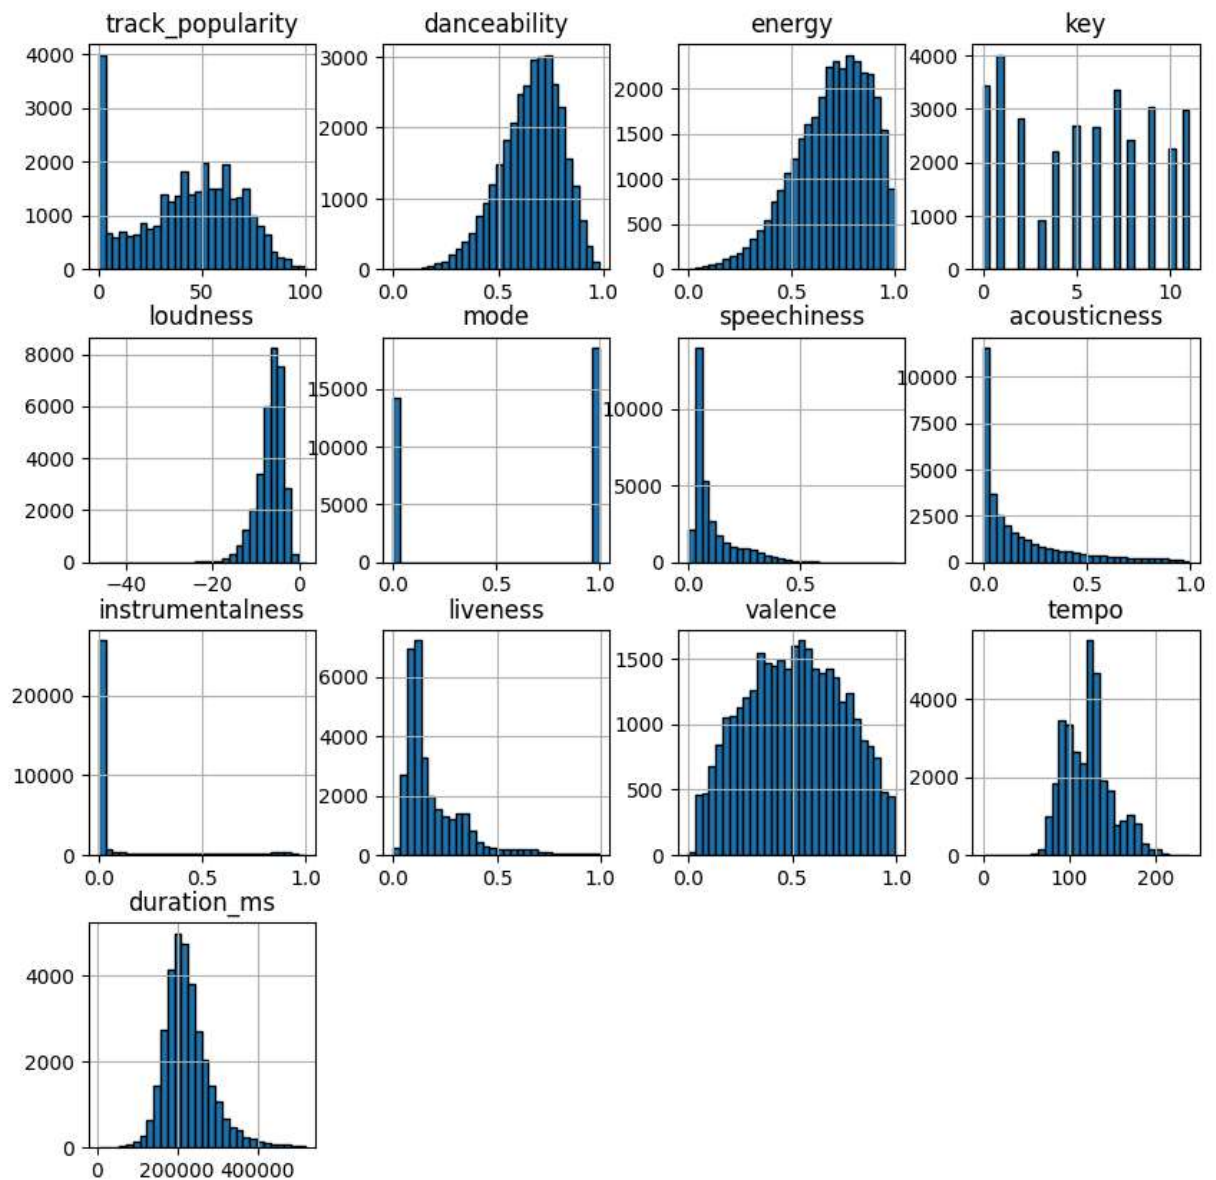 track_popularity danceability energy key
4000 3000 2000 1000 0
0 50 100
3000 2000 1000 0
0.0 0.5 1.0
2000 1500 1000 500 0
0.0 0.5 1.0
4000 3000 2000 1000 0
0 5 10
loudness mode speechiness acousticness
8000 6000 4000 2000 0
−40 −20 0
15000 10000 5000 0
0.0 0.5 1.0
10000 5000 0
0.0 0.5
10000 7500 5000 2500 0
0.0 0.5 1.0
instrumentalness liveness valence tempo
20000 10000 0
0.0 0.5 1.0
6000 4000 2000 0
0.0 0.5 1.0
1500 1000 500 0
0.0 0.5 1.0
4000 2000 0
0 100 200
duration_ms
4000 2000 0
0 200000 400000